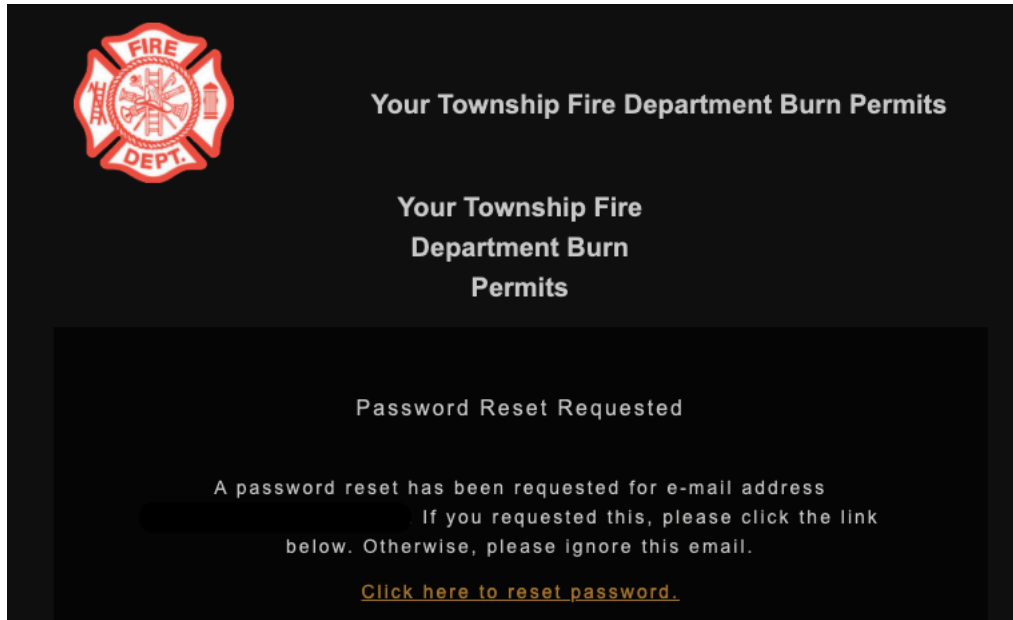 FIRE
DEPT.
Your Township Fire Department Burn Permits
Your Township Fire
Department Burn
Permits
Password Reset Requested
A password reset has been requested for e-mail address
If you requested this, please click the link
below. Otherwise, please ignore this email.
Click here to reset password.